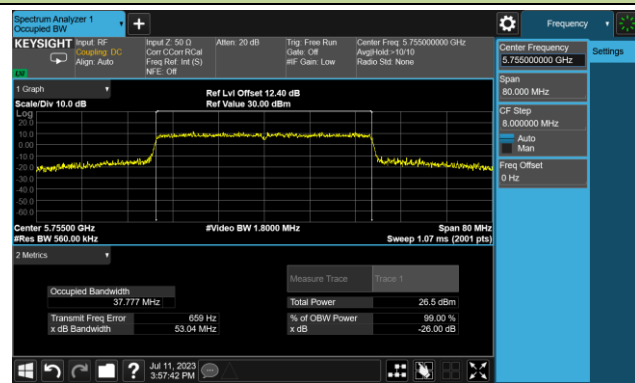 Spectrum Analyzer 1
Occupied BW
Frequency
KEYSIGHT
Input: RF
Coupling: DC
Align: Auto
Input Z: 50 Ω
Corr CCorr RCal
Freq Ref: Int (S)
NFE: Off
Atten: 20 dB
Trig: Free Run
Gate: Off
#IF Gain: Low
Center Freq: 5.755000000 GHz
Avg|Hold:>10/10
Radio Std: None
LW
Center Frequency
5.755000000 GHz
Settings
Span
80.000 MHz
CF Step
8.000000 MHz
Auto
Man
Freq Offset
0 Hz
1 Graph
Scale/Div 10.0 dB
Ref Lvl Offset 12.40 dB
Ref Value 30.00 dBm
Log
20.0
10.0
0.00
-10.0
-20.0
-30.0
-40.0
-50.0
-60.0
Center 5.75500 GHz
#Res BW 560.00 kHz
#Video BW 1.8000 MHz
Span 80 MHz
Sweep 1.07 ms (2001 pts)
2 Metrics
Measure Trace
Trace 1
Occupied Bandwidth
37.777 MHz
Total Power
26.5 dBm
Transmit Freq Error
659 Hz
% of OBW Power
99.00 %
x dB Bandwidth
53.04 MHz
x dB
-26.00 dB
?
Jul 11, 2023
3:57:42 PM